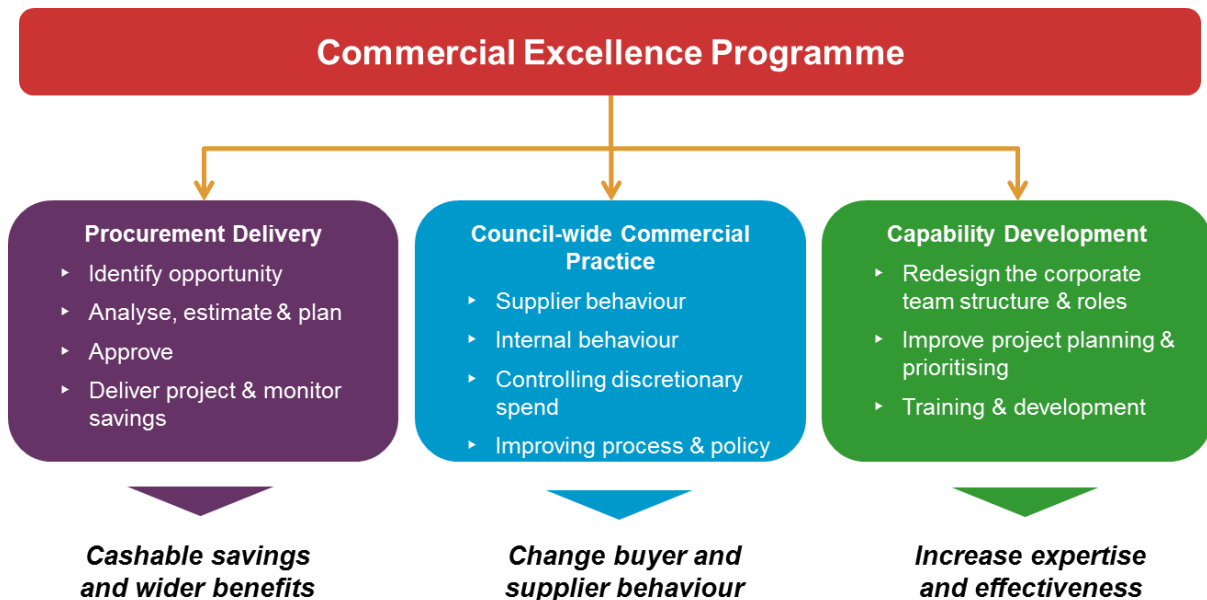 Commercial Excellence Programme
Procurement Delivery
‣ Identify opportunity
‣ Analyse, estimate & plan
‣ Approve
‣ Deliver project & monitor
savings
Council-wide Commercial
Practice
‣ Supplier behaviour
‣ Internal behaviour
‣ Controlling discretionary
spend
‣ Improving process & policy
Capability Development
‣ Redesign the corporate
team structure & roles
‣ Improve project planning &
prioritising
‣ Training & development
Cashable savings
and wider benefits
Change buyer and
supplier behaviour
Increase expertise
and effectiveness